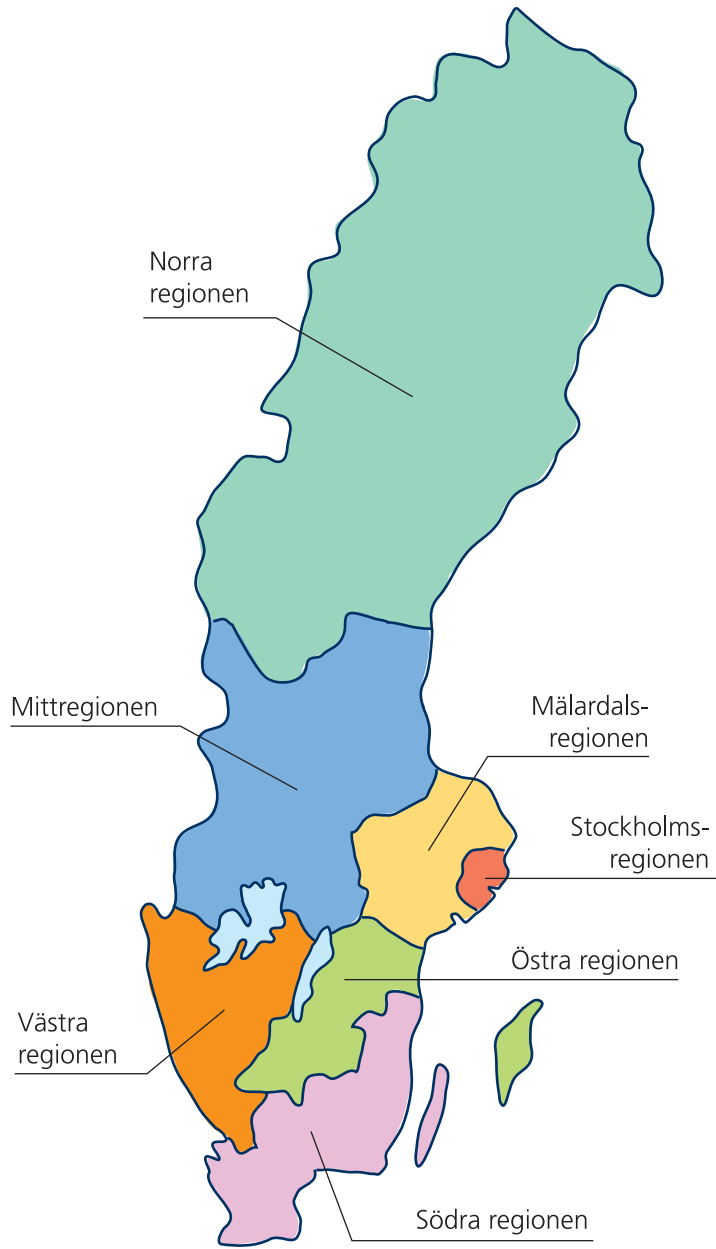 Norra
regionen
Mittregionen
Mälardals-
regionen
Stockholms-
regionen
Östra regionen
Västra
regionen
Södra regionen